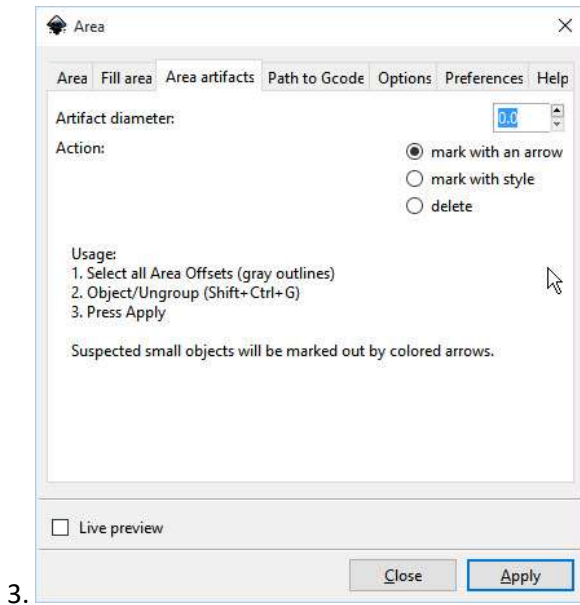 Area
Area Fill area Area artifacts Path to Gcode Options Preferences Help
Artifact diameter: 0.0
Action: mark with an arrow
mark with style
delete
Usage:
1. Select all Area Offsets (gray outlines)
2. Object/Ungroup (Shift+Ctrl+G)
3. Press Apply
Suspected small objects will be marked out by colored arrows.
Live preview
Close Apply
3.